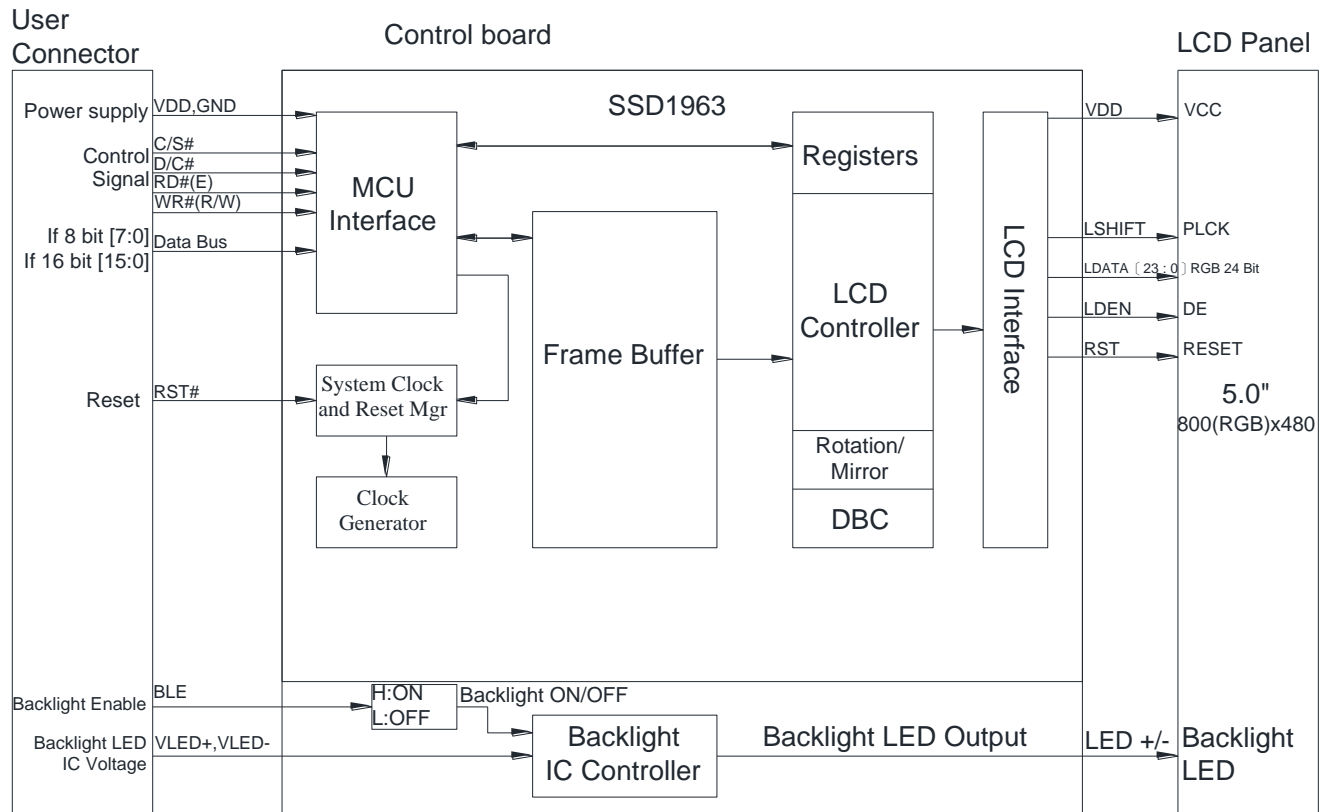 User
Connector
Control board
LCD Panel
Power supply
VDD,GND
Control
Signal
C/S#
D/C#
RD#(E)
WR#(R/W)
If 8 bit [7:0]
If 16 bit [15:0]
Data Bus
Reset
RST#
Backlight Enable
BLE
Backlight LED
IC Voltage
VLED+,VLED-
SSD1963
MCU
Interface
System Clock
and Reset Mgr
Clock
Generator
Frame Buffer
Registers
LCD
Controller
Rotation/
Mirror
DBC
LCD Interface
H:ON
L:OFF
Backlight ON/OFF
Backlight
IC Controller
Backlight LED Output
VDD
VCC
LSHIFT
PLCK
LDATA〔23:0〕
RGB 24 Bit
LDEN
DE
RST
RESET
5.0"
800(RGB)x480
LED +/-
Backlight
LED